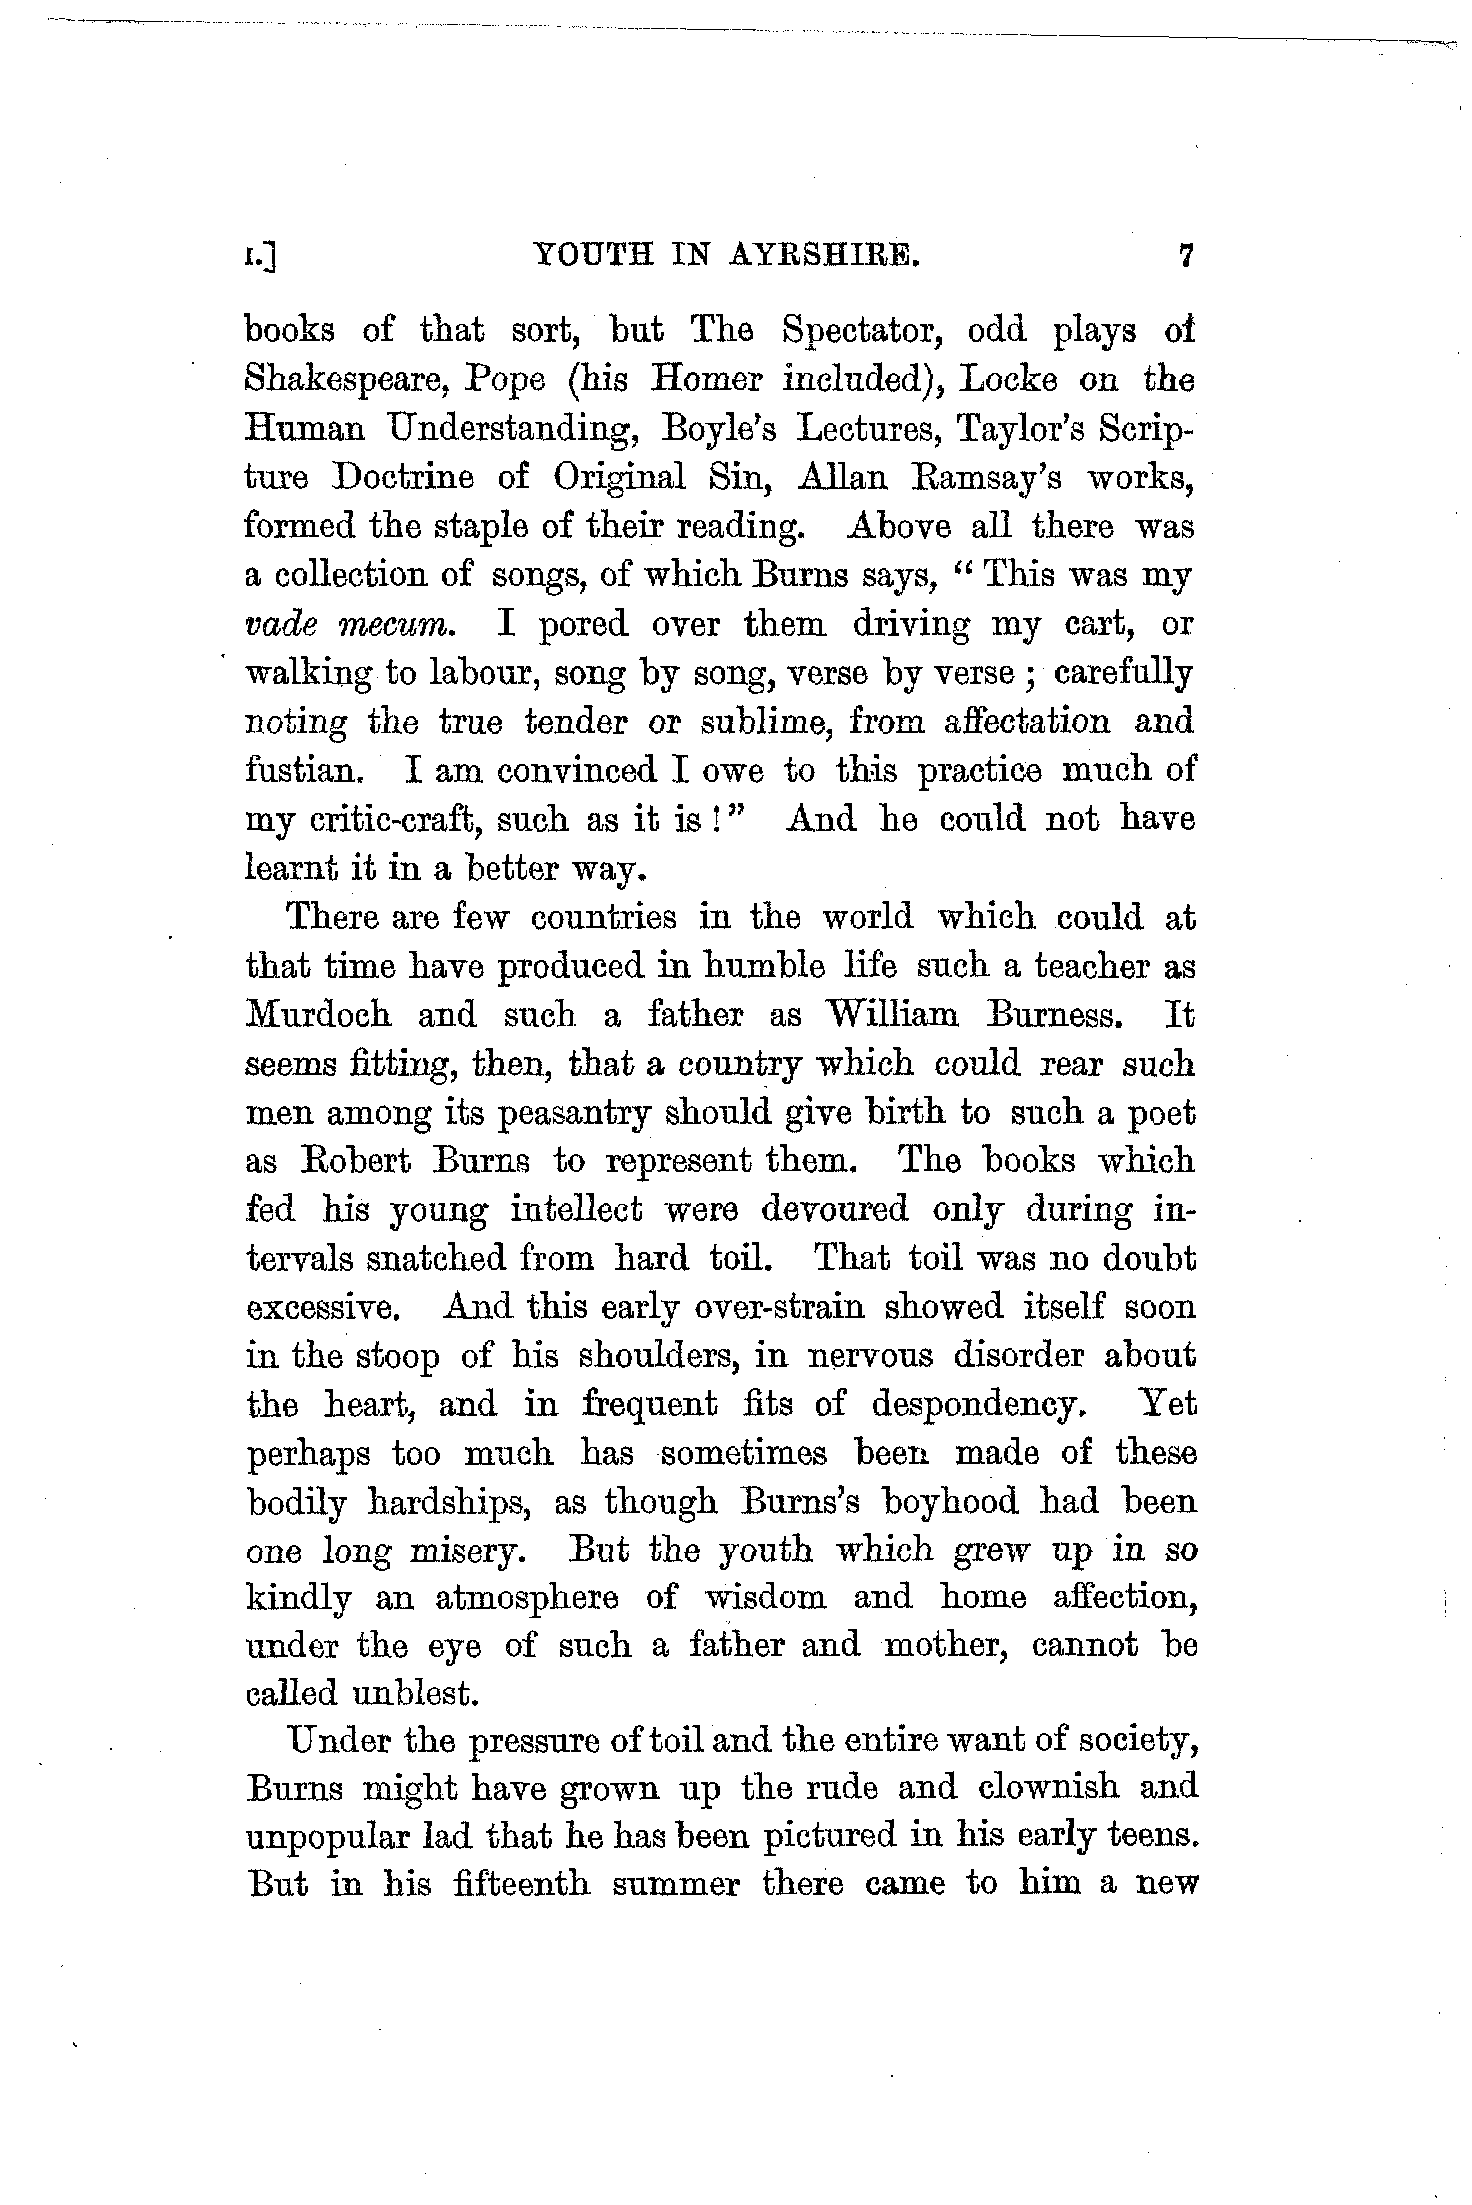 I.] YOUTH IN AYRSHIRE. 7
books of that sort, but The Spectator, odd plays of
Shakespeare, Pope (his Homer included), Locke on the
Human Understanding, Boyle's Lectures, Taylor's Scrip-
ture Doctrine of Original Sin, Allan Ramsay's works,
formed the staple of their reading. Above all there was
a collection of songs, of which Burns says, “ This was my
vade mecum. I pored over them driving my cart, or
walking to labour, song by song, verse by verse ; carefully
noting the true tender or sublime, from affectation and
fustian. I am convinced I owe to this practice much of
my critic-craft, such as it is ! ” And he could not have
learnt it in a better way.
There are few countries in the world which could at
that time have produced in humble life such a teacher as
Murdoch and such a father as William Burness. It
seems fitting, then, that a country which could rear such
men among its peasantry should give birth to such a poet
as Robert Burns to represent them. The books which
fed his young intellect were devoured only during in-
tervals snatched from hard toil. That toil was no doubt
excessive. And this early over-strain showed itself soon
in the stoop of his shoulders, in nervous disorder about
the heart, and in frequent fits of despondency. Yet
perhaps too much has sometimes been made of these
bodily hardships, as though Burns's boyhood had been
one long misery. But the youth which grew up in so
kindly an atmosphere of wisdom and home affection,
under the eye of such a father and mother, cannot be
called unblest.
Under the pressure of toil and the entire want of society,
Burns might have grown up the rude and clownish and
unpopular lad that he has been pictured in his early teens.
But in his fifteenth summer there came to him a new